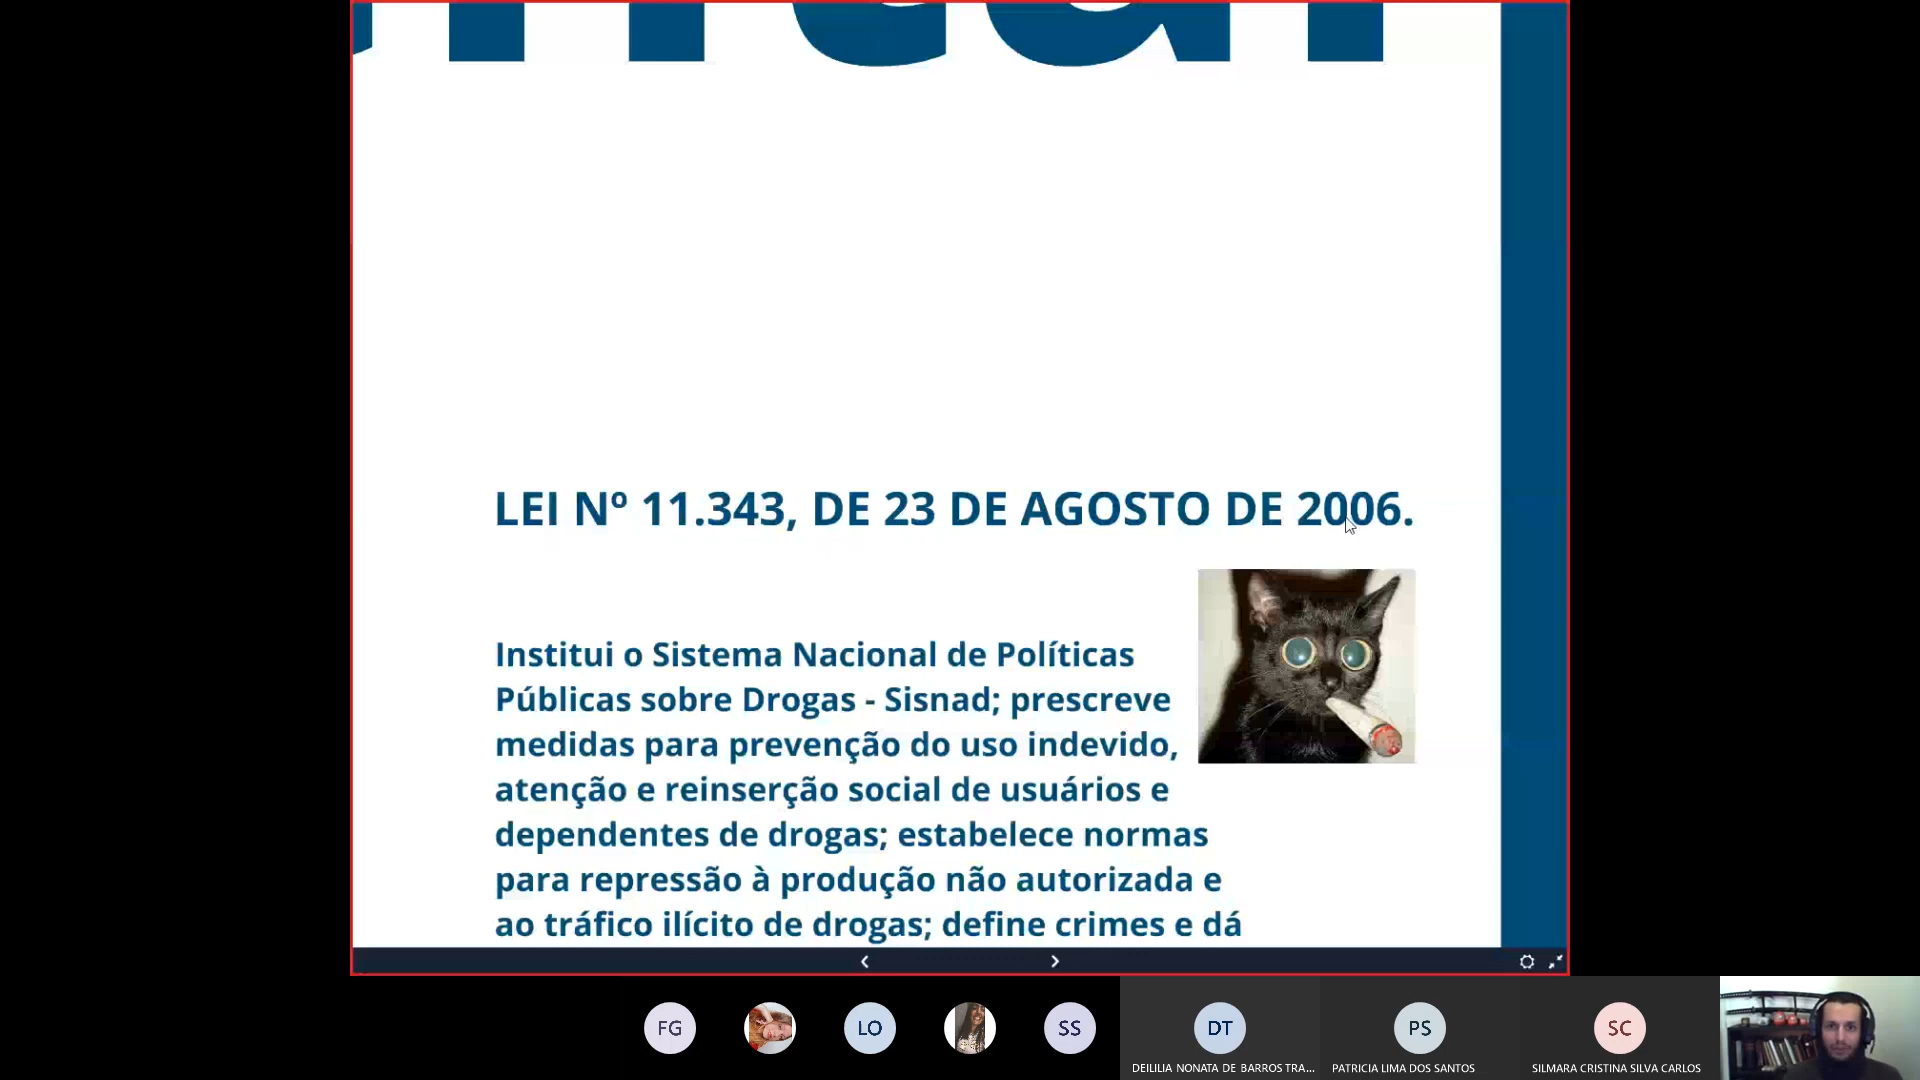 LEI Nº 11.343, DE 23 DE AGOSTO DE 2006.
Institui o Sistema Nacional de Políticas
Públicas sobre Drogas - Sisnad; prescreve
medidas para prevenção do uso indevido,
atenção e reinserção social de usuários e
dependentes de drogas; estabelece normas
para repressão à produção não autorizada e
ao tráfico ilícito de drogas; define crimes e dá
FG
LO
SS
DT
PS
SC
DEILILIA NONATA DE BARROS TRA...
PATRICIA LIMA DOS SANTOS
SILMARA CRISTINA SILVA CARLOS